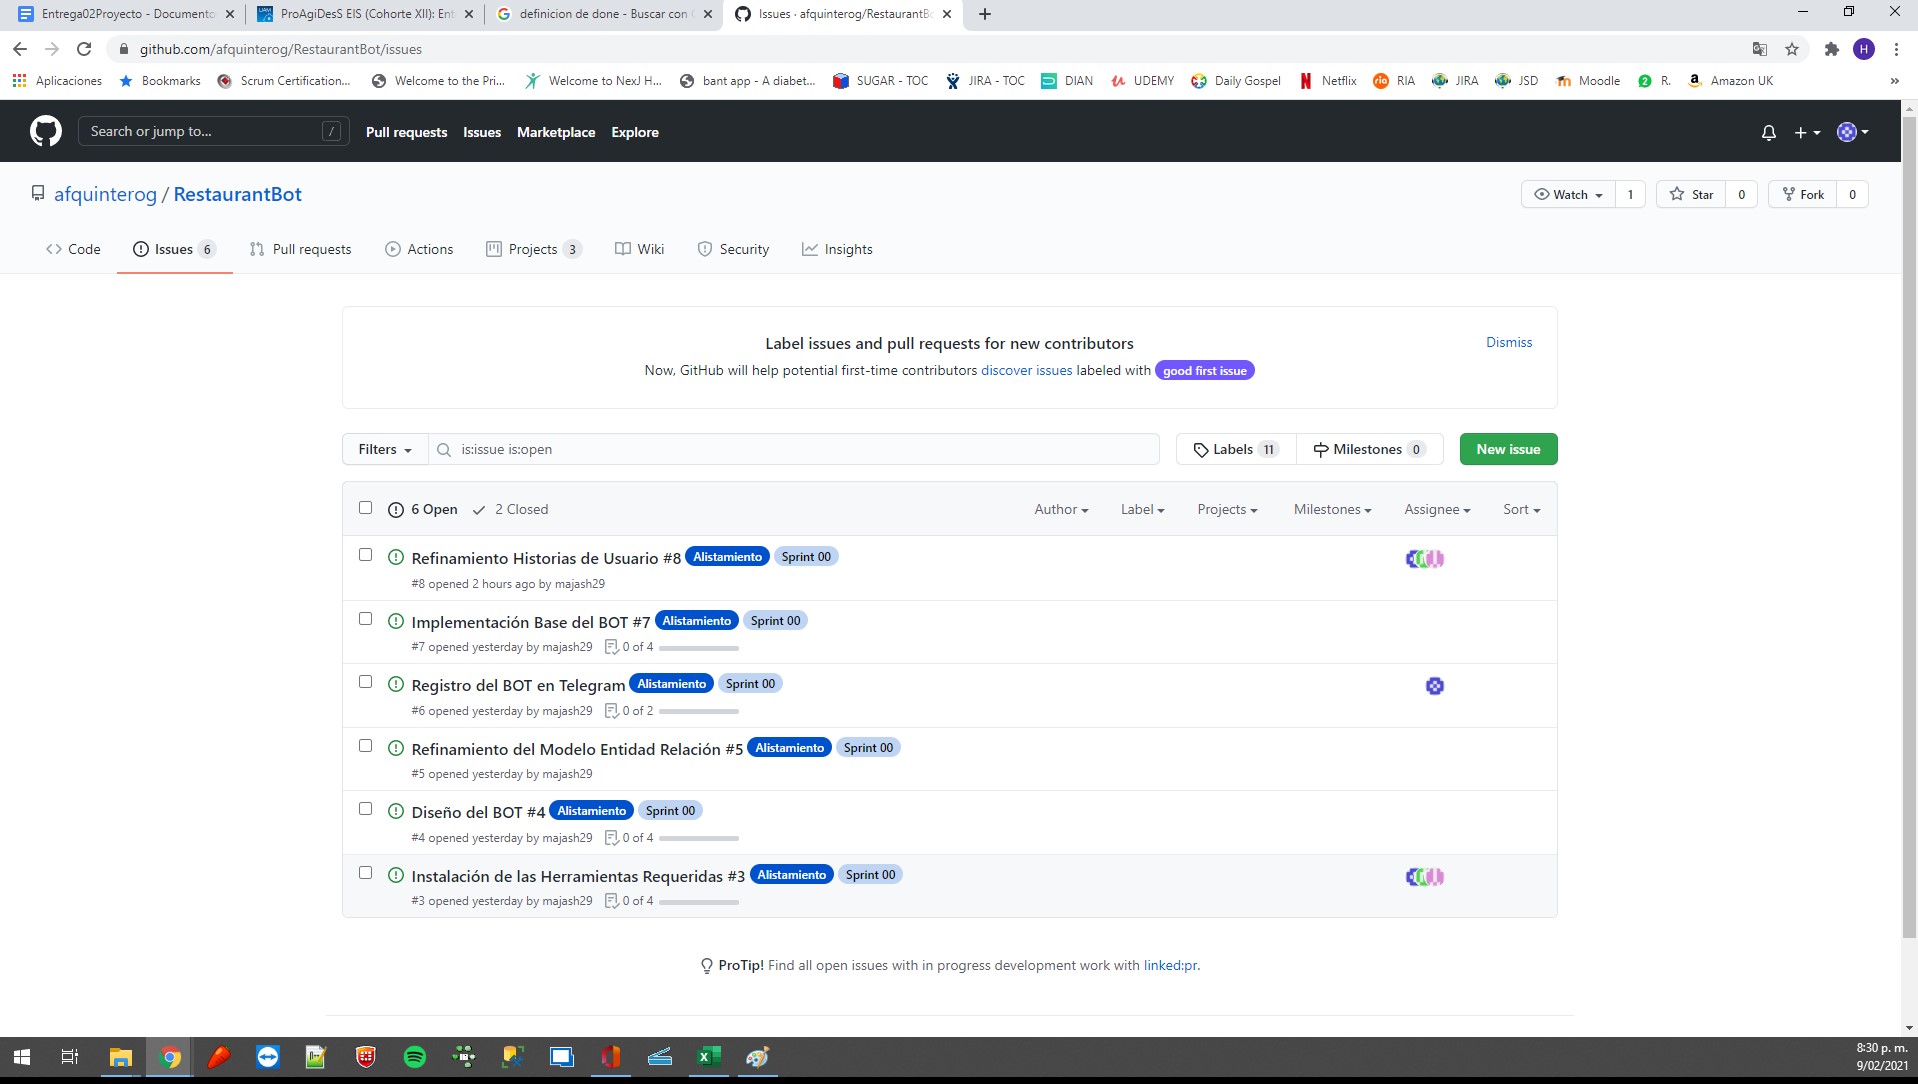 Entrega02Proyecto - Documento
ProAgiDesS EIS (Cohorte XII): Ent
definicion de done - Buscar con
Issues · afquinterog/RestaurantBo
github.com/afquinterog/RestaurantBot/issues
H
Aplicaciones Bookmarks Scrum Certification... Welcome to the Pri... Welcome to NexJ H... bant app - A diabet... SUGAR - TOC JIRA - TOC DIAN UDEMY Daily Gospel Netflix RIA JIRA JSD Moodle R. Amazon UK »
Search or jump to... / Pull requests Issues Marketplace Explore
afquinterog / RestaurantBot
Watch 1 Star 0 Fork 0
Code Issues 6 Pull requests Actions Projects 3 Wiki Security Insights
Label issues and pull requests for new contributors
Dismiss
Now, GitHub will help potential first-time contributors discover issues labeled with good first issue
Filters is:issue is:open Labels 11 Milestones 0 New issue
6 Open 2 Closed Author Label Projects Milestones Assignee Sort
Refinamiento Historias de Usuario #8 Alistamiento Sprint 00
#8 opened 2 hours ago by majash29
Implementación Base del BOT #7 Alistamiento Sprint 00
#7 opened yesterday by majash29 0 of 4
Registro del BOT en Telegram Alistamiento Sprint 00
#6 opened yesterday by majash29 0 of 2
Refinamiento del Modelo Entidad Relación #5 Alistamiento Sprint 00
#5 opened yesterday by majash29
Diseño del BOT #4 Alistamiento Sprint 00
#4 opened yesterday by majash29 0 of 4
Instalación de las Herramientas Requeridas #3 Alistamiento Sprint 00
#3 opened yesterday by majash29 0 of 4
ProTip! Find all open issues with in progress development work with linked:pr.
8:30 p. m.
9/02/2021